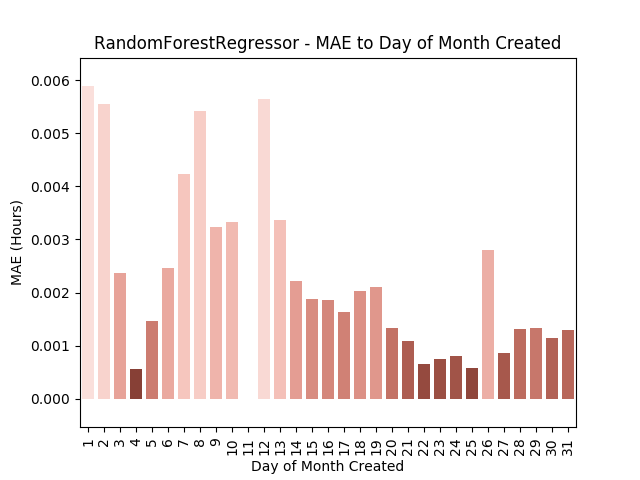 RandomForestRegressor - MAE to Day of Month Created
MAE (Hours)
0.006
0.005
0.004
0.003
0.002
0.001
0.000
1 2 3 4 5 6 7 8 9 10 11 12 13 14 15 16 17 18 19 20 21 22 23 24 25 26 27 28 29 30 31
Day of Month Created